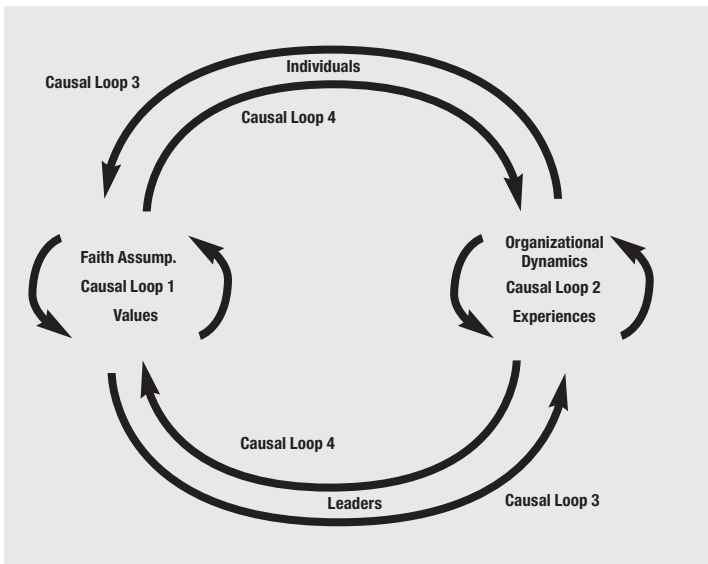 Individuals
Causal Loop 3
Causal Loop 4
Faith Assump.
Causal Loop 1
Values
Organizational
Dynamics
Causal Loop 2
Experiences
Causal Loop 4
Leaders
Causal Loop 3